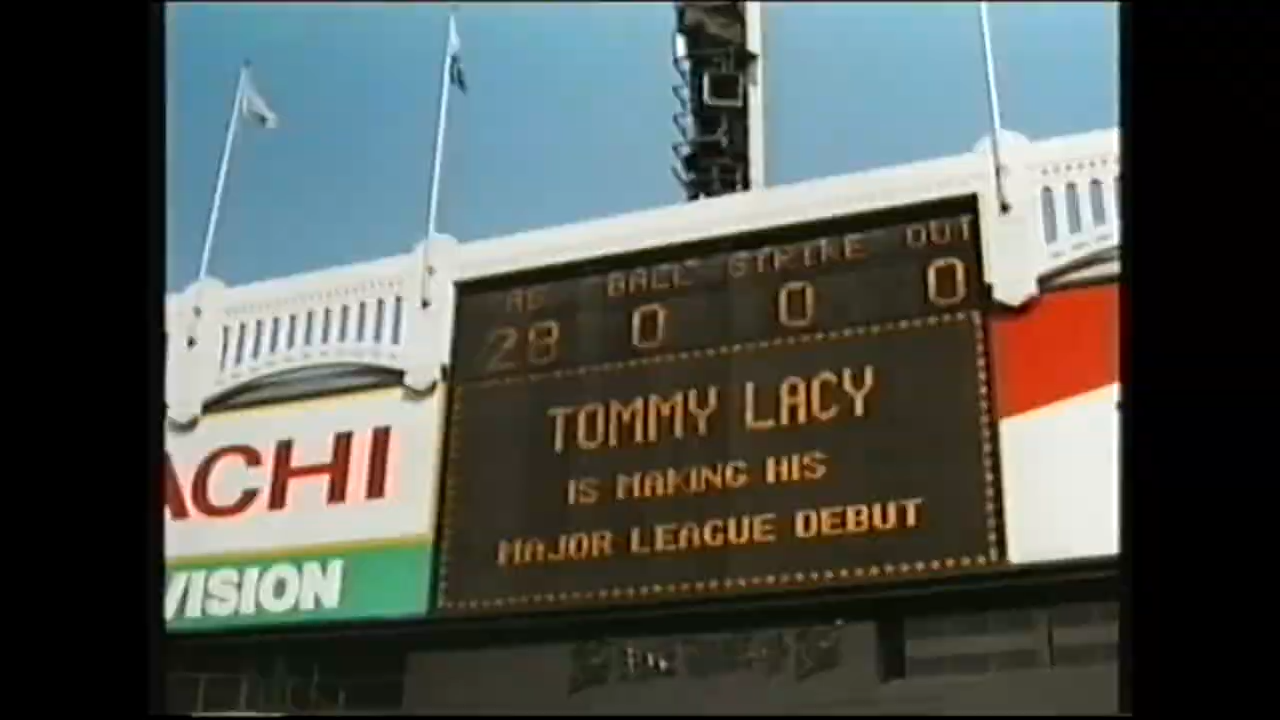 AB BALL STRIKE OUT
28 0 0 0
TOMMY LACY
IS MAKING HIS
MAJOR LEAGUE DEBUT
ACHI
VISION